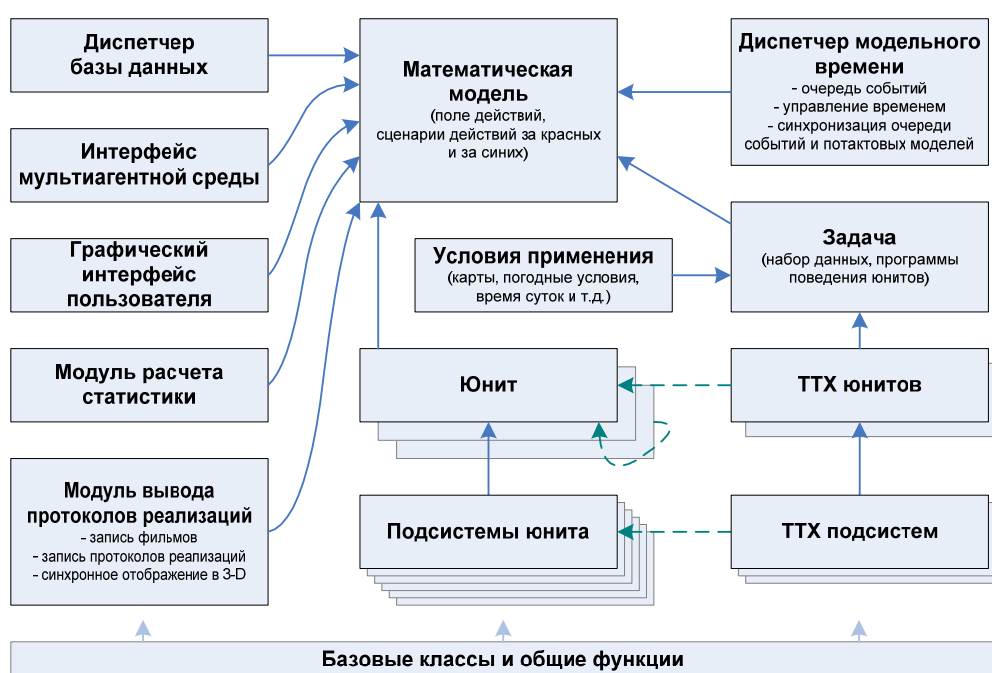 Диспетчер
базы данных
Интерфейс
мультиагентной среды
Графический
интерфейс
пользователя
Модуль расчета
статистики
Модуль вывода
протоколов реализаций
- запись фильмов
- запись протоколов реализаций
- синхронное отображение в 3-D
Математическая
модель
(поле действий,
сценарии действий за красных
и за синих)
Диспетчер модельного
времени
- очередь событий
- управление временем
- синхронизация очереди
событий и потактовых моделей
Условия применения
(карты, погодные условия,
время суток и т.д.)
Задача
(набор данных, программы
поведения юнитов)
Юнит
ТТХ юнитов
Подсистемы юнита
ТТХ подсистем
Базовые классы и общие функции